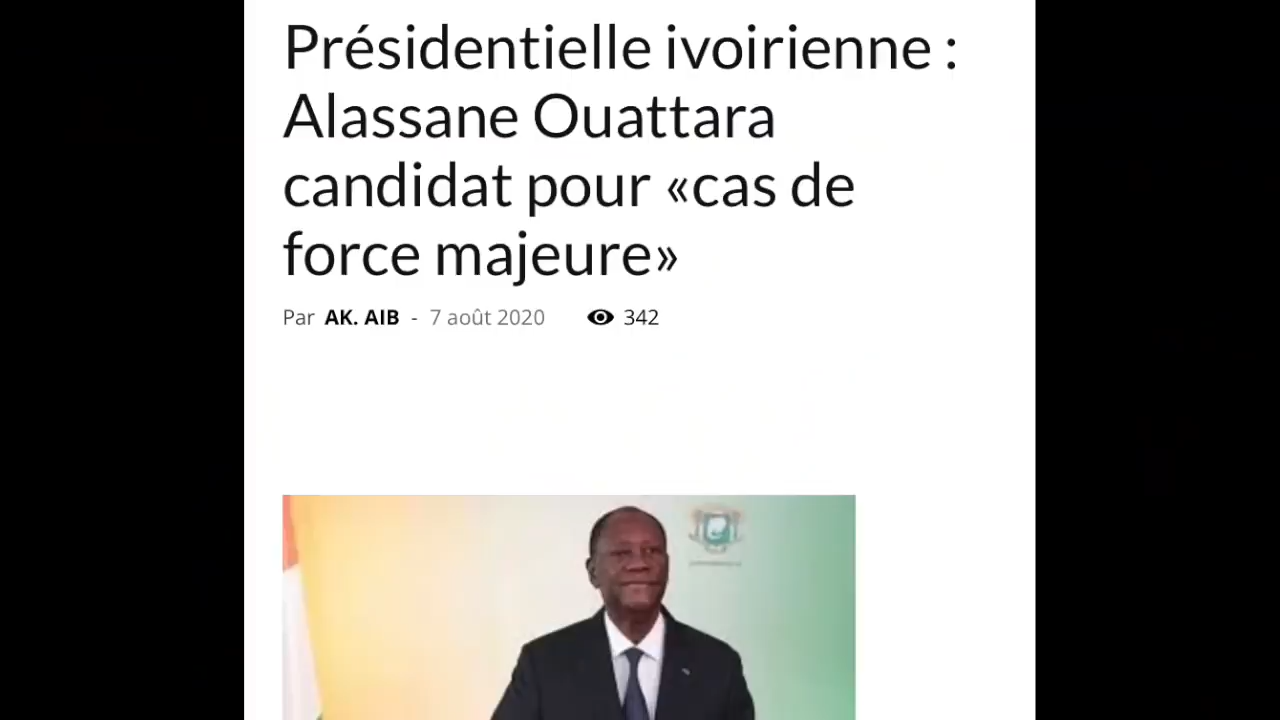 Présidentielle ivoirienne :
Alassane Ouattara
candidat pour «cas de
force majeure»
Par AK. AIB - 7 août 2020 342